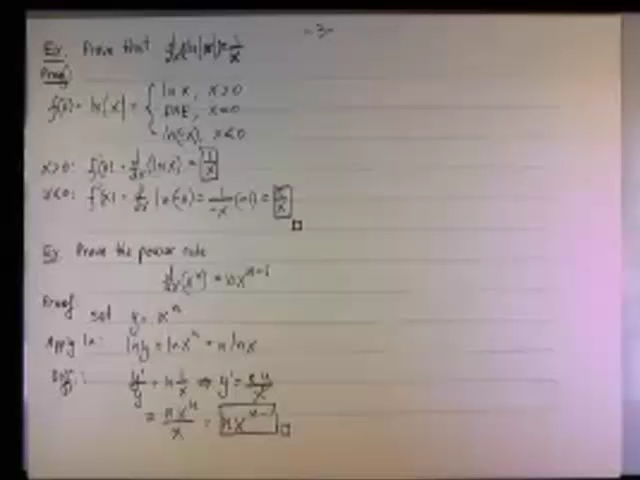 -3-
Ex. Prove that d/dx(ln|x|) = 1/x
Proof
f(x) = ln|x| = { ln x, x>0
DNE, x=0
ln(-x), x<0
x>0: f'(x) = d/dx (ln x) = 1/x
x<0: f'(x) = d/dx ln(-x) = 1/-x (-1) = 1/x □
Ex. Prove the power rule
d/dx (x^n) = nx^(n-1)
Proof
set y = x^n
Apply ln: ln y = ln x^n = n ln x
y'/y = n 1/x ⇒ y' = ny/x
= nx^n/x = nx^(n-1) □